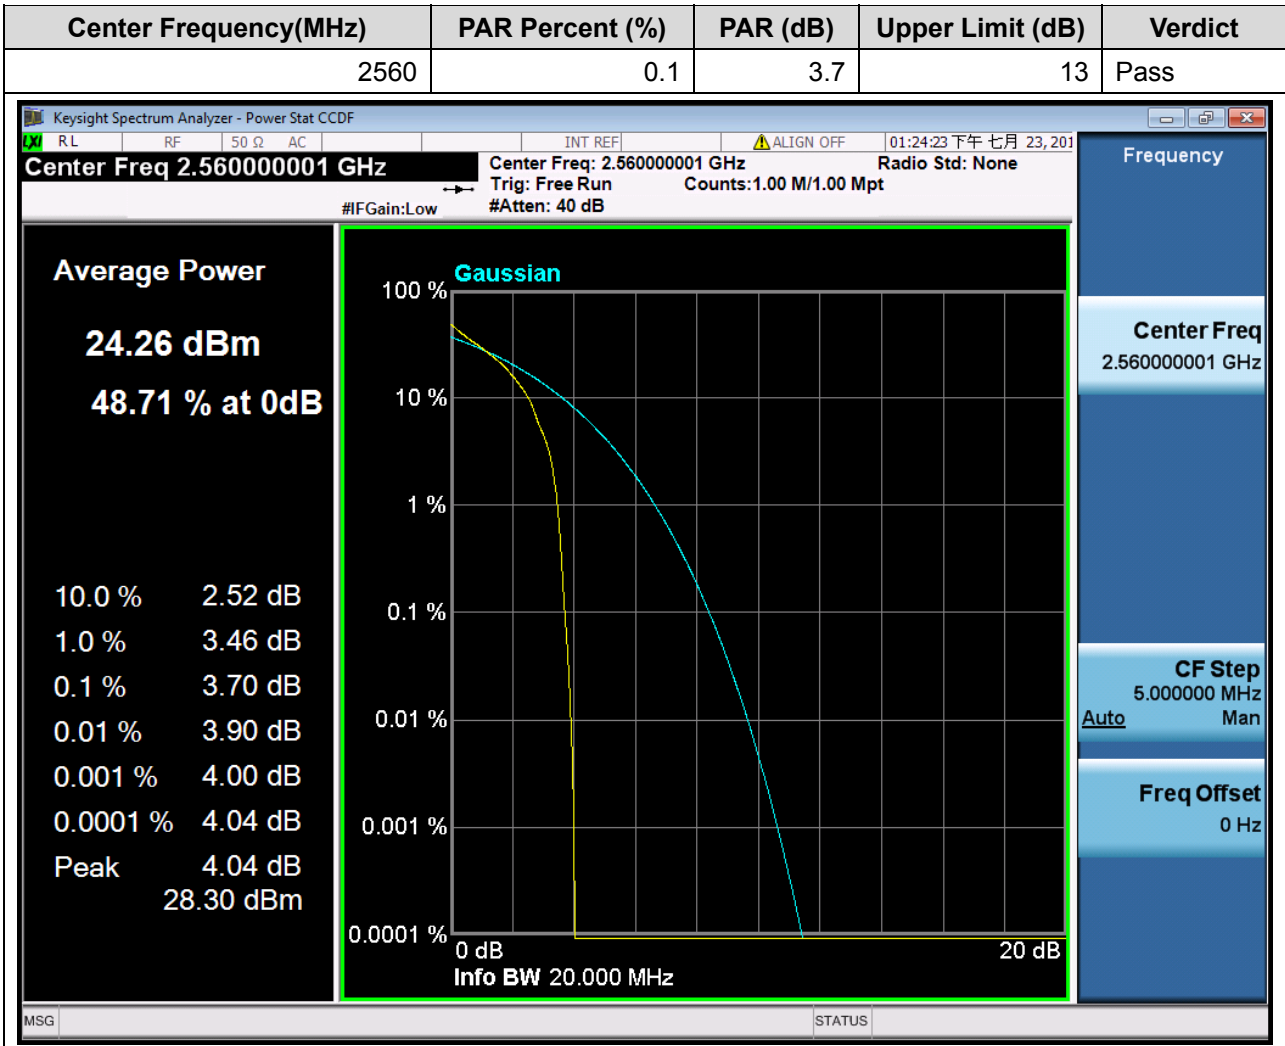 Center Frequency(MHz) PAR Percent (%) PAR (dB) Upper Limit (dB) Verdict
2560 0.1 3.7 13 Pass
Keysight Spectrum Analyzer - Power Stat CCDF
LXI RL RF 50 Ω AC INT REF ALIGN OFF 01:24:23 下午 七月 23, 201
Center Freq 2.560000001 GHz
Center Freq: 2.560000001 GHz Radio Std: None
Trig: Free Run Counts:1.00 M/1.00 Mpt
#IFGain:Low #Atten: 40 dB
Frequency
Average Power
24.26 dBm
48.71 % at 0dB
10.0 % 2.52 dB
1.0 % 3.46 dB
0.1 % 3.70 dB
0.01 % 3.90 dB
0.001 % 4.00 dB
0.0001 % 4.04 dB
Peak 4.04 dB
28.30 dBm
Gaussian
100 %
10 %
1 %
0.1 %
0.01 %
0.001 %
0.0001 %
0 dB 20 dB
Info BW 20.000 MHz
Center Freq
2.560000001 GHz
CF Step
5.000000 MHz
Auto Man
Freq Offset
0 Hz
MSG STATUS